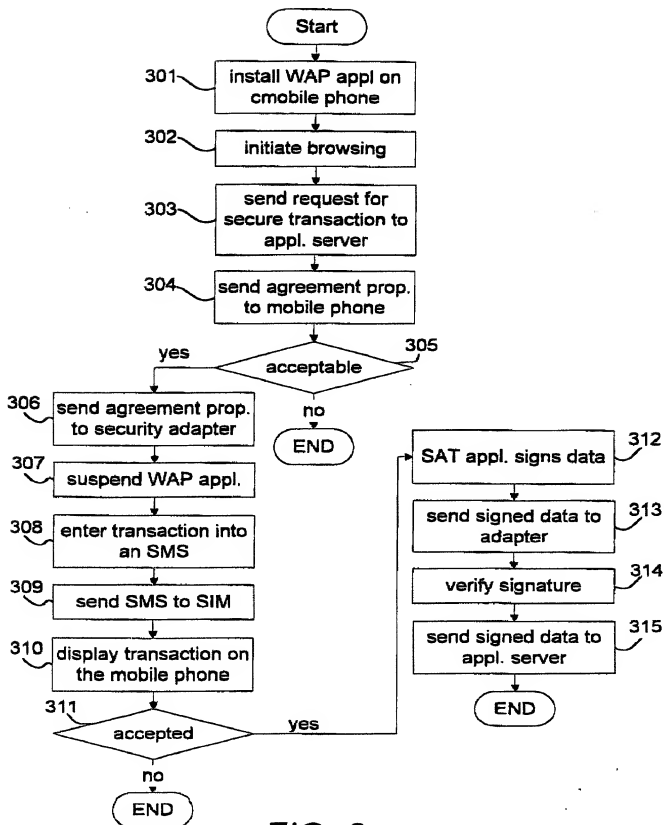 Start
301
install WAP appl on
cmobile phone
302
initiate browsing
303
send request for
secure transaction to
appl. server
304
send agreement prop.
to mobile phone
305
acceptable
yes
no
END
306
send agreement prop.
to security adapter
307
suspend WAP appl.
308
enter transaction into
an SMS
309
send SMS to SIM
310
display transaction on
the mobile phone
311
accepted
yes
no
END
312
SAT appl. signs data
313
send signed data to
adapter
314
verify signature
315
send signed data to
appl. server
END